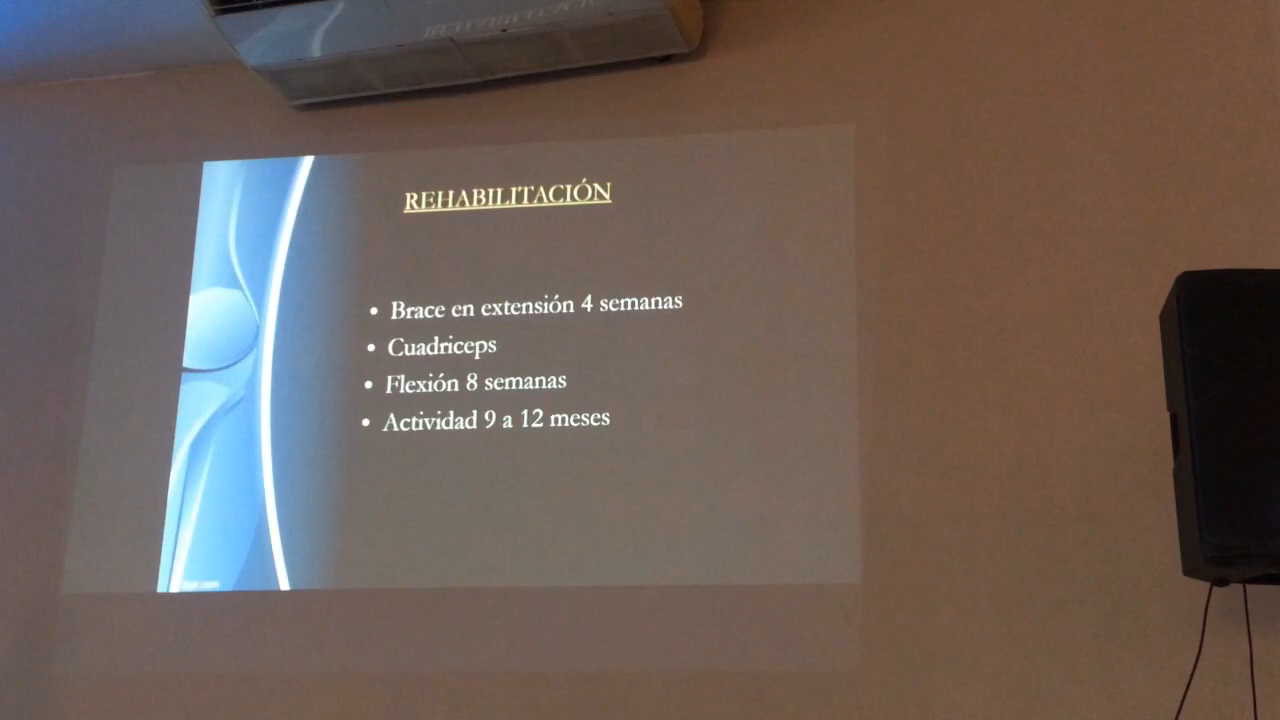 REHABILITACIÓN
• Brace en extensión 4 semanas
• Cuadriceps
• Flexión 8 semanas
• Actividad 9 a 12 meses